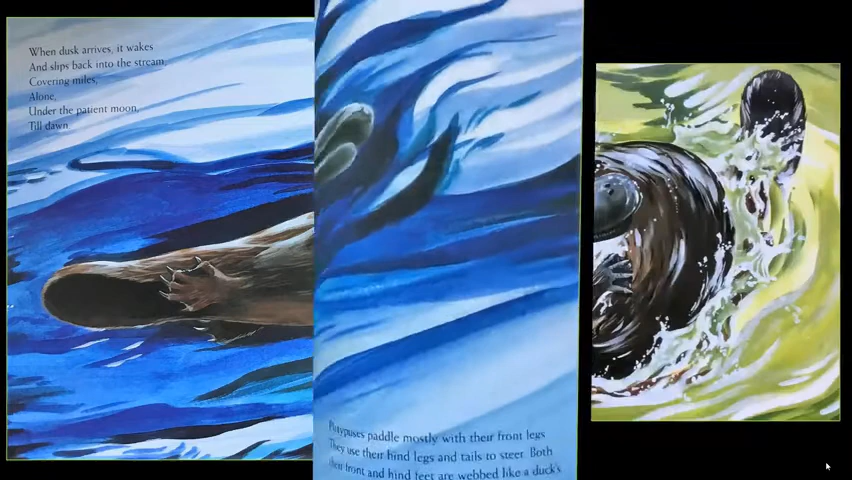 When dusk arrives, it wakes
And slips back into the stream,
Covering miles,
Alone,
Under the patient moon,
Till dawn
Platypuses paddle mostly with their front legs
They use their hind legs and tails to steer. Both
their front and hind feet are webbed like a duck's